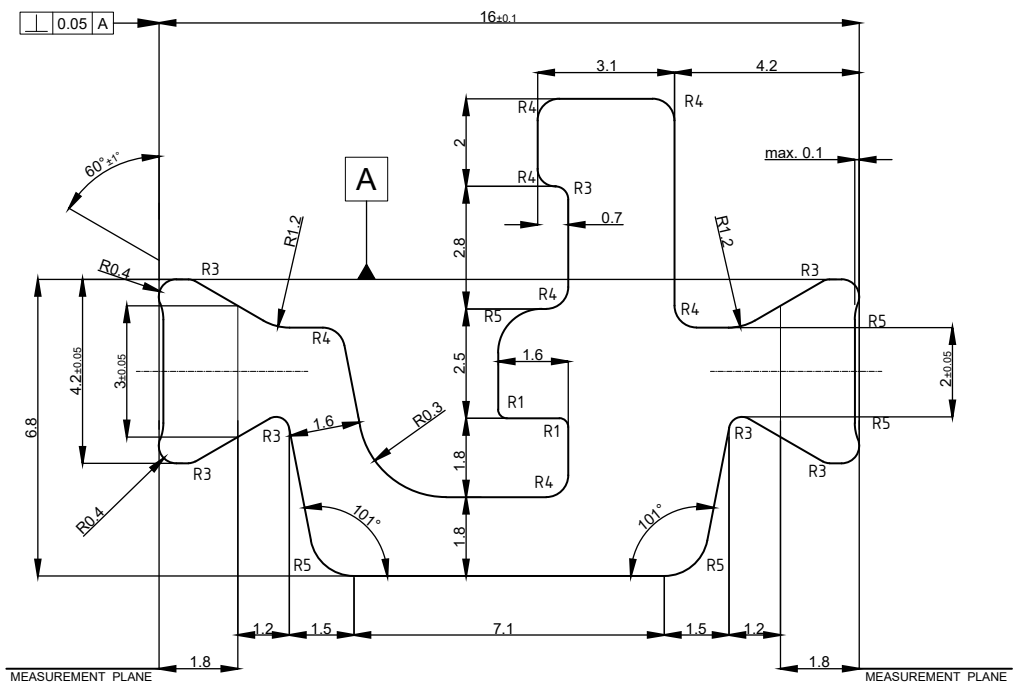 ⊥ 0.05 A
16±0.1
3.1
4.2
R4
R4
2
max. 0.1
60°±1°
A
R4
R3
0.7
R1.2
R1.2
2.8
R0.4
R3
R3
R4
R5
R4
R5
R4
1.6
2.5
4.2±0.05
3±0.05
2±0.05
6.8
R1
R0.3
R5
1.6
R3
R1
R3
R3
R3
1.8
R4
R0.4
101°
101°
1.8
R5
R5
1.2
1.5
7.1
1.5
1.2
1.8
1.8
MEASUREMENT PLANE
MEASUREMENT PLANE